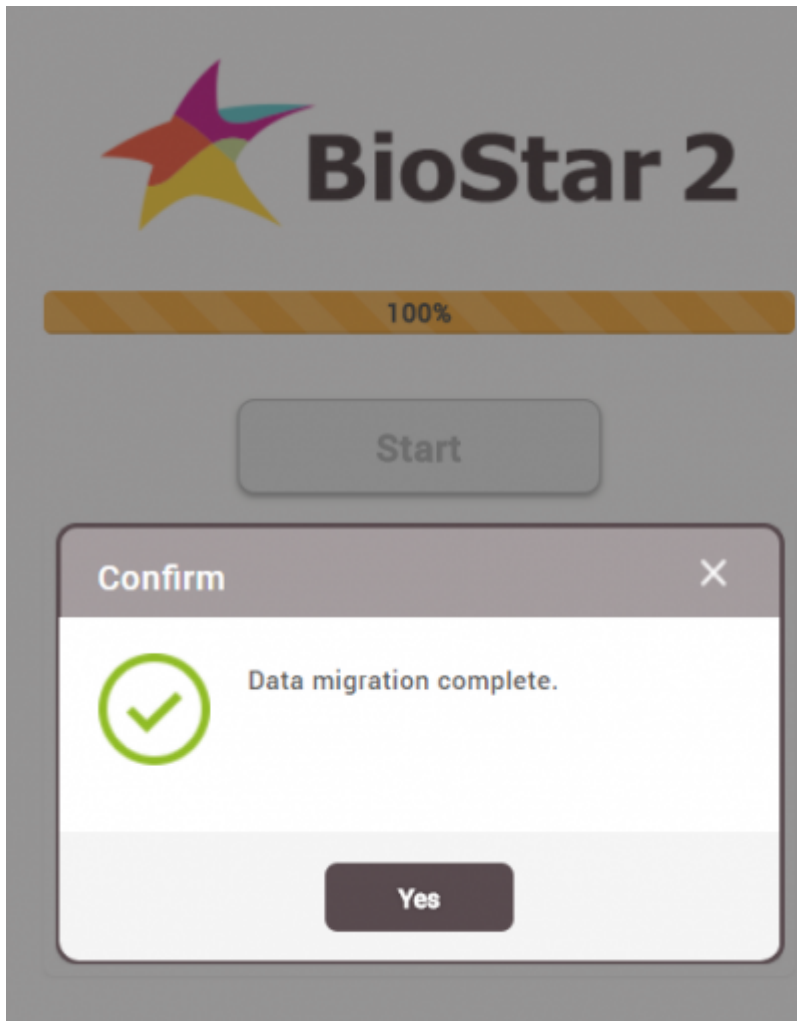 BioStar 2
100%
Start
Confirm
Data migration complete.
Yes